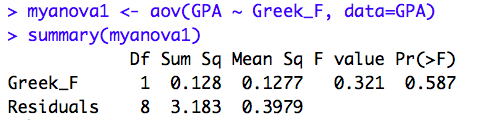 > myanova1 <- aov(GPA ~ Greek_F, data=GPA)
> summary(myanova1)
            Df Sum Sq Mean Sq F value Pr(>F)
Greek_F      1  0.128  0.1277   0.321  0.587
Residuals    8  3.183  0.3979